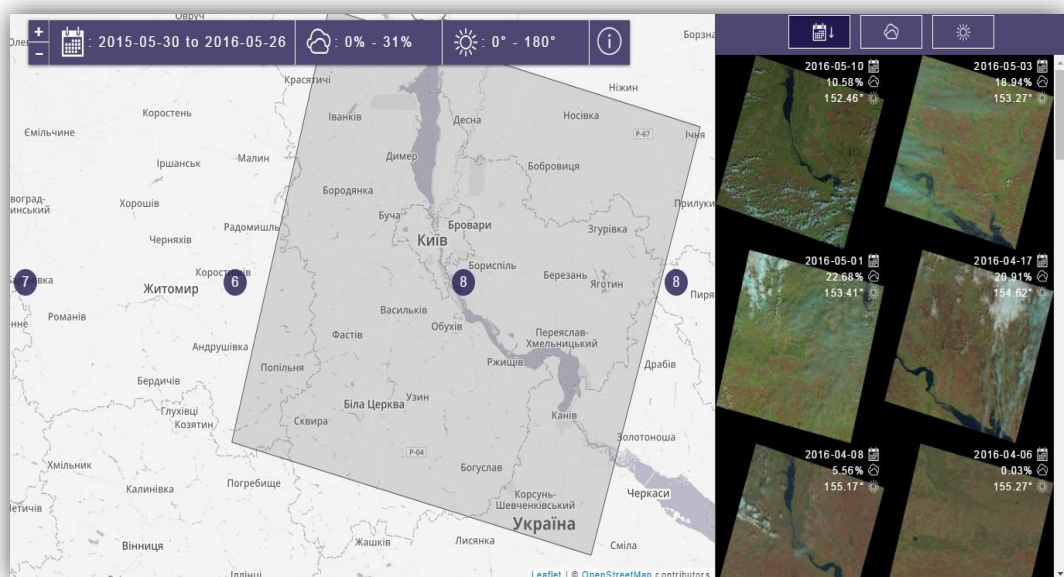 +
−
: 2015-05-30 to 2016-05-26
: 0% - 31%
: 0° - 180°
i
Овруч
Борзна
Красятичі
Ніжин
Коростень
Іванків
Десна
Носівка
Ємільчине
Р-67
Ічня
Іршанськ
Малин
Димер
Бобровиця
Хорошів
Бородянка
Прилуки
Радомишль
Буча
Бровари
Згурівка
Черняхів
Київ
Бориспіль
Березань
Яготин
7
6
8
8
Житомир
Романів
Васильків
Обухів
Фастів
Переяслав-
Хмельницький
Андрушівка
Ржищів
Драбів
Попільня
Бердичів
Узин
Біла Церква
Глухівці
Козятин
Сквира
Канів
Золотоноша
Р-04
Хмільник
Богуслав
Калинівка
Погребище
Черкаси
Корсунь-
Шевченківський
Україна
Вінниця
Жашків
Лисянка
Сміла
Іллінці
Leaflet | © OpenStreetMap contributors
2016-05-10
10.58%
152.46°
2016-05-03
18.94%
153.27°
2016-05-01
22.68%
153.41°
2016-04-17
20.91%
154.62°
2016-04-08
5.56%
155.17°
2016-04-06
0.03%
155.27°